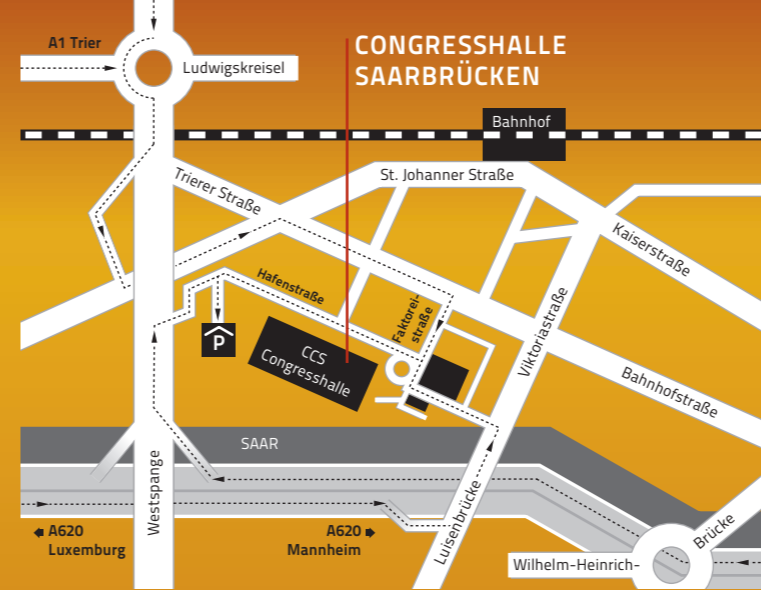 A1 Trier
Ludwigskreisel
CONGRESSHALLE
SAARBRÜCKEN
Bahnhof
St. Johanner Straße
Trierer Straße
Kaiserstraße
Hafenstraße
Faktorei-
straße
P
CCS
Congresshalle
Viktoriastraße
Bahnhofstraße
SAAR
Westspange
A620
Luxemburg
A620
Mannheim
Luisenbrücke
Wilhelm-Heinrich-
Brücke